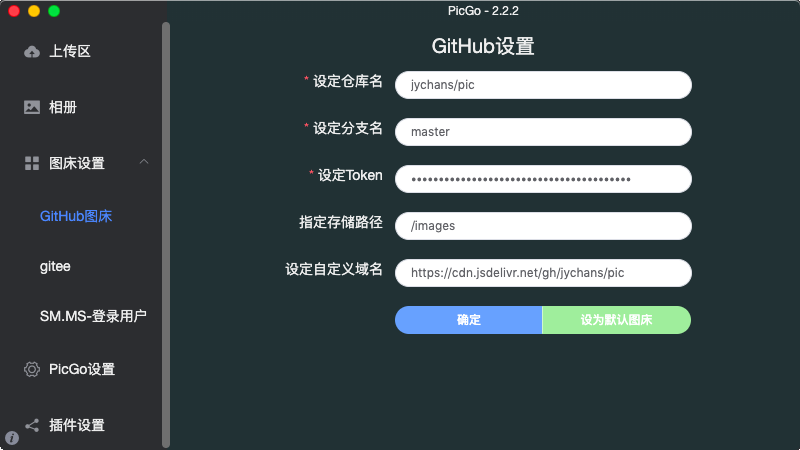 PicGo - 2.2.2
上传区
相册
图床设置
GitHub图床
gitee
SM.MS-登录用户
PicGo设置
插件设置
GitHub设置
* 设定仓库名 jychans/pic
* 设定分支名 master
* 设定Token ••••••••••••••••••••••••••••••••••••••••
指定存储路径 /images
设定自定义域名 https://cdn.jsdelivr.net/gh/jychans/pic
确定 设为默认图床